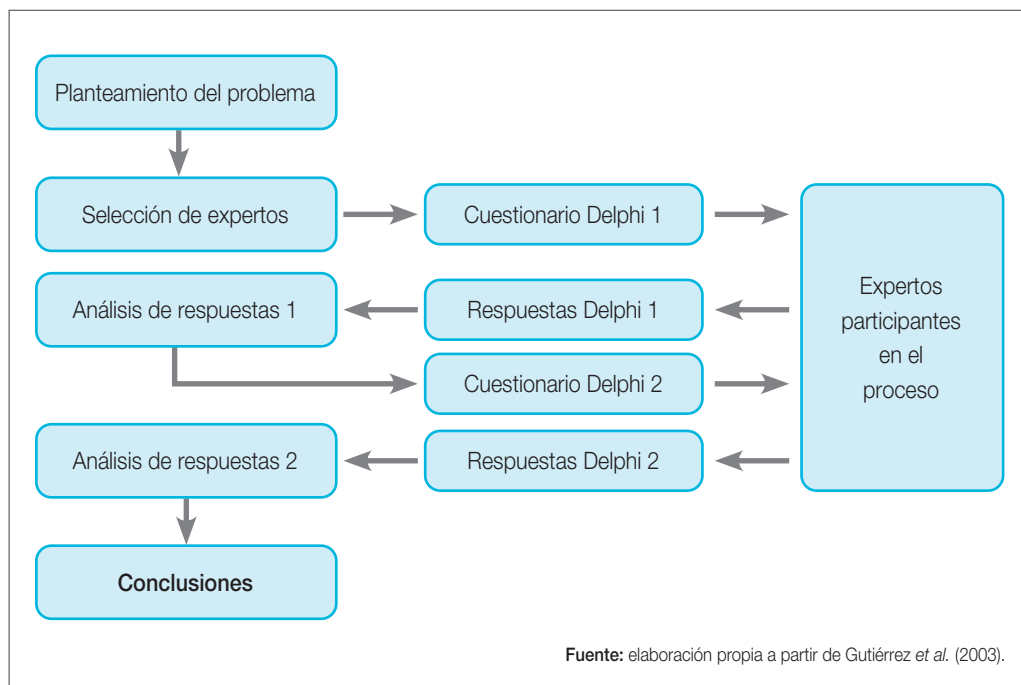 Planteamiento del problema
Selección de expertos
Cuestionario Delphi 1
Análisis de respuestas 1
Respuestas Delphi 1
Expertos
participantes
en el
proceso
Cuestionario Delphi 2
Análisis de respuestas 2
Respuestas Delphi 2
Conclusiones
Fuente: elaboración propia a partir de Gutiérrez et al. (2003).